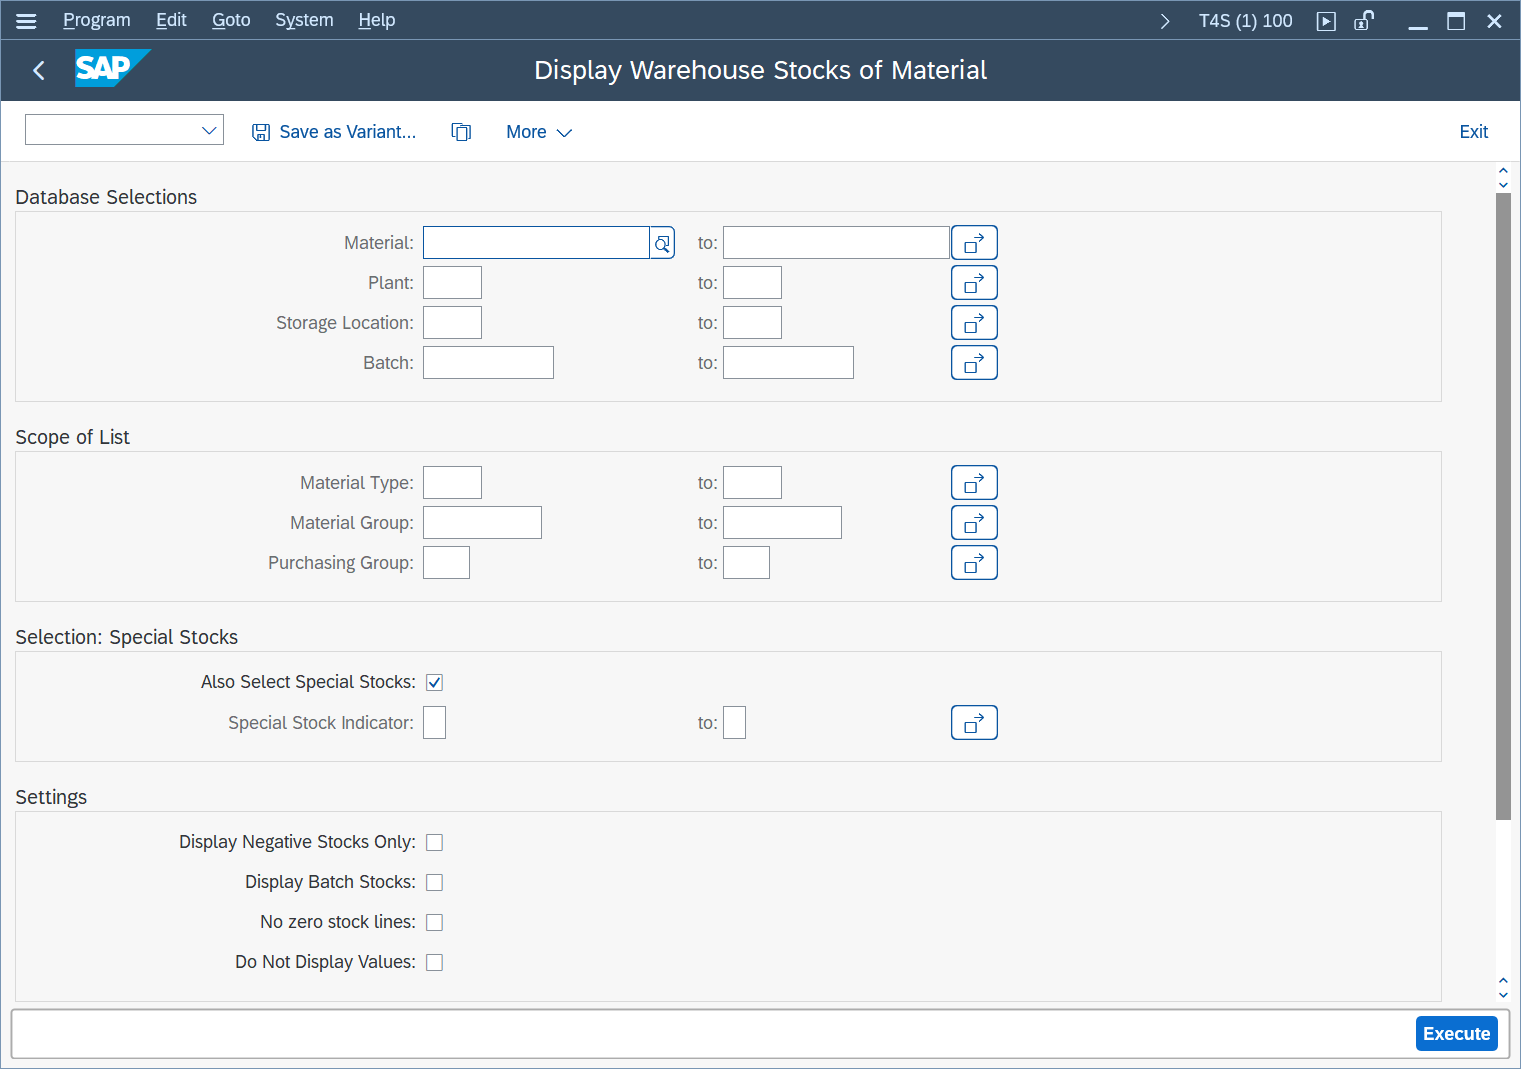 Program Edit Goto System Help T4S (1) 100
SAP Display Warehouse Stocks of Material
Save as Variant... More Exit
Database Selections
Material: to:
Plant: to:
Storage Location: to:
Batch: to:
Scope of List
Material Type: to:
Material Group: to:
Purchasing Group: to:
Selection: Special Stocks
Also Select Special Stocks:
Special Stock Indicator: to:
Settings
Display Negative Stocks Only:
Display Batch Stocks:
No zero stock lines:
Do Not Display Values:
Execute